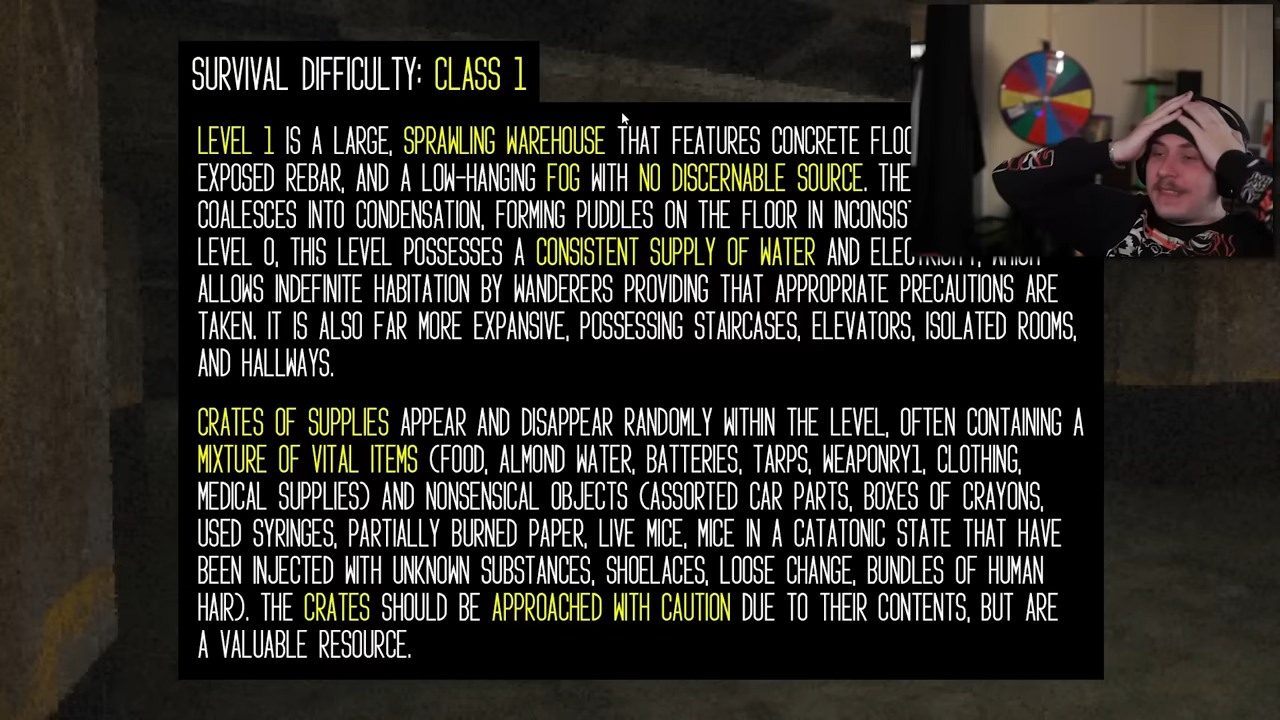 SURVIVAL DIFFICULTY: CLASS 1
LEVEL 1 IS A LARGE, SPRAWLING WAREHOUSE THAT FEATURES CONCRETE
EXPOSED REBAR, AND A LOW-HANGING FOG WITH NO DISCERNABLE SOURCE. THE
COALESCES INTO CONDENSATION, FORMING PUDDLES ON THE FLOOR IN
LEVEL 0, THIS LEVEL POSSESSES A CONSISTENT SUPPLY OF WATER AND
ALLOWS INDEFINITE HABITATION BY WANDERERS PROVIDING THAT APPROPRIATE PRECAUTIONS ARE
TAKEN. IT IS ALSO FAR MORE EXPANSIVE, POSSESSING STAIRCASES, ELEVATORS, ISOLATED ROOMS,
AND HALLWAYS.
CRATES OF SUPPLIES APPEAR AND DISAPPEAR RANDOMLY WITHIN THE LEVEL, OFTEN CONTAINING A
MIXTURE OF VITAL ITEMS (FOOD, ALMOND WATER, BATTERIES, TARPS, WEAPONRY1, CLOTHING,
MEDICAL SUPPLIES) AND NONSENSICAL OBJECTS (ASSORTED CAR PARTS, BOXES OF CRAYONS,
USED SYRINGES, PARTIALLY BURNED PAPER, LIVE MICE, MICE IN A CATATONIC STATE THAT HAVE
BEEN INJECTED WITH UNKNOWN SUBSTANCES, SHOELACES, LOOSE CHANGE, BUNDLES OF HUMAN
HAIR). THE CRATES SHOULD BE APPROACHED WITH CAUTION DUE TO THEIR CONTENTS, BUT ARE
A VALUABLE RESOURCE.